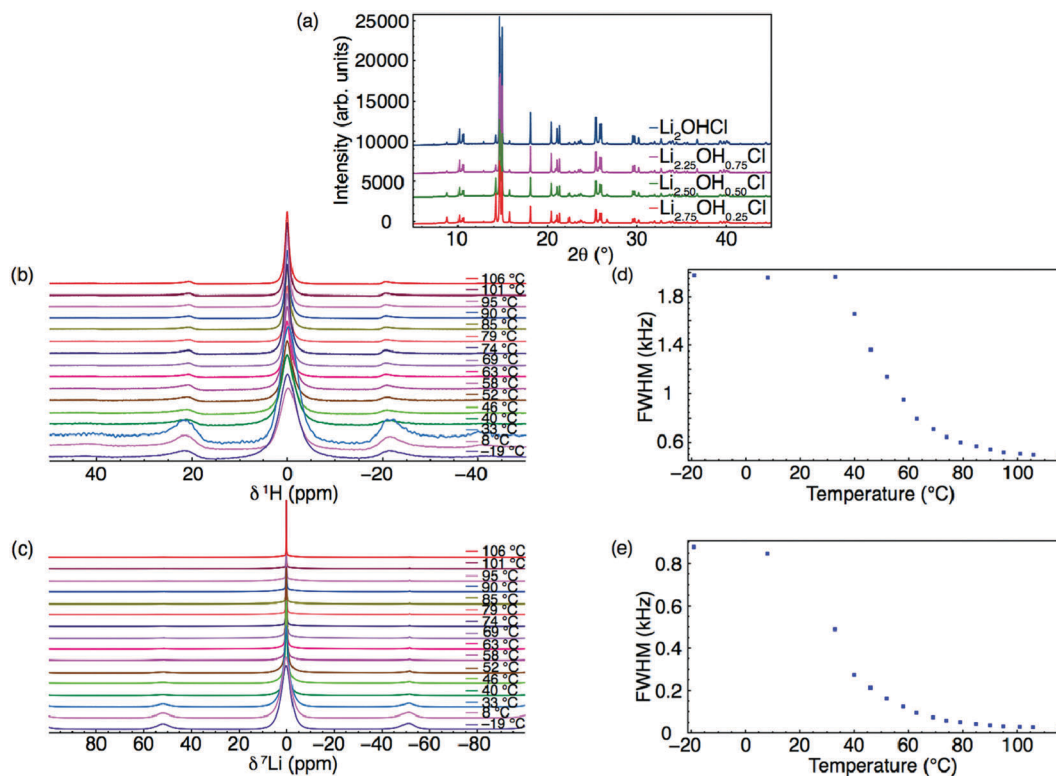 (a)
25000
20000
15000
10000
5000
0
Intensity (arb. units)
Li2OHCl
Li2.25OH0.75Cl
Li2.50OH0.50Cl
Li2.75OH0.25Cl
10 20 30 40
2θ (°)
(b)
106 °C
101 °C
95 °C
90 °C
85 °C
79 °C
74 °C
69 °C
63 °C
58 °C
52 °C
46 °C
40 °C
33 °C
8 °C
−19 °C
40 20 0 −20 −40
δ ¹H (ppm)
(d)
1.8
1.4
1
0.6
FWHM (kHz)
−20 0 20 40 60 80 100
Temperature (°C)
(c)
106 °C
101 °C
95 °C
90 °C
85 °C
79 °C
74 °C
69 °C
63 °C
58 °C
52 °C
46 °C
40 °C
33 °C
8 °C
−19 °C
80 60 40 20 0 −20 −40 −60 −80
δ ⁷Li (ppm)
(e)
0.8
0.6
0.4
0.2
0
FWHM (kHz)
−20 0 20 40 60 80 100
Temperature (°C)